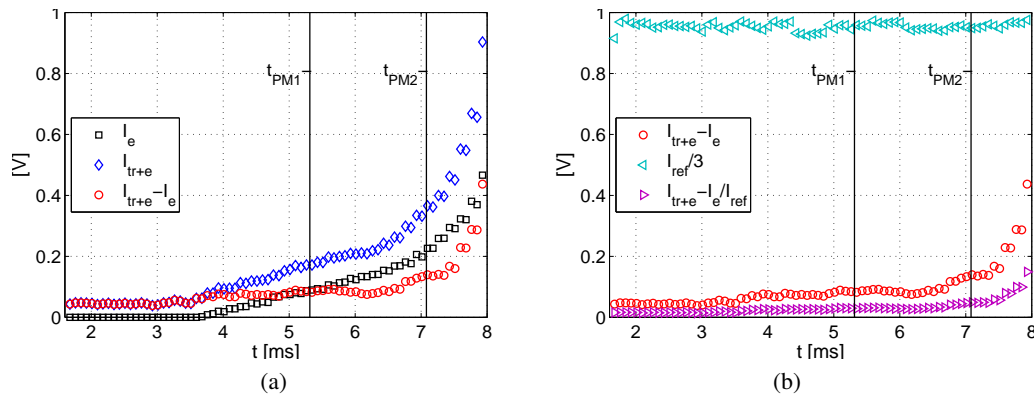 1
0.8
0.6
0.4
0.2
0
[V]
2 3 4 5 6 7 8
t [ms]
t_PM1
t_PM2
I_e
I_tr+e
I_tr+e−I_e
(a)
1
0.8
0.6
0.4
0.2
0
[V]
2 3 4 5 6 7 8
t [ms]
t_PM1
t_PM2
I_tr+e−I_e
I_ref/3
I_tr+e−I_e/I_ref
(b)